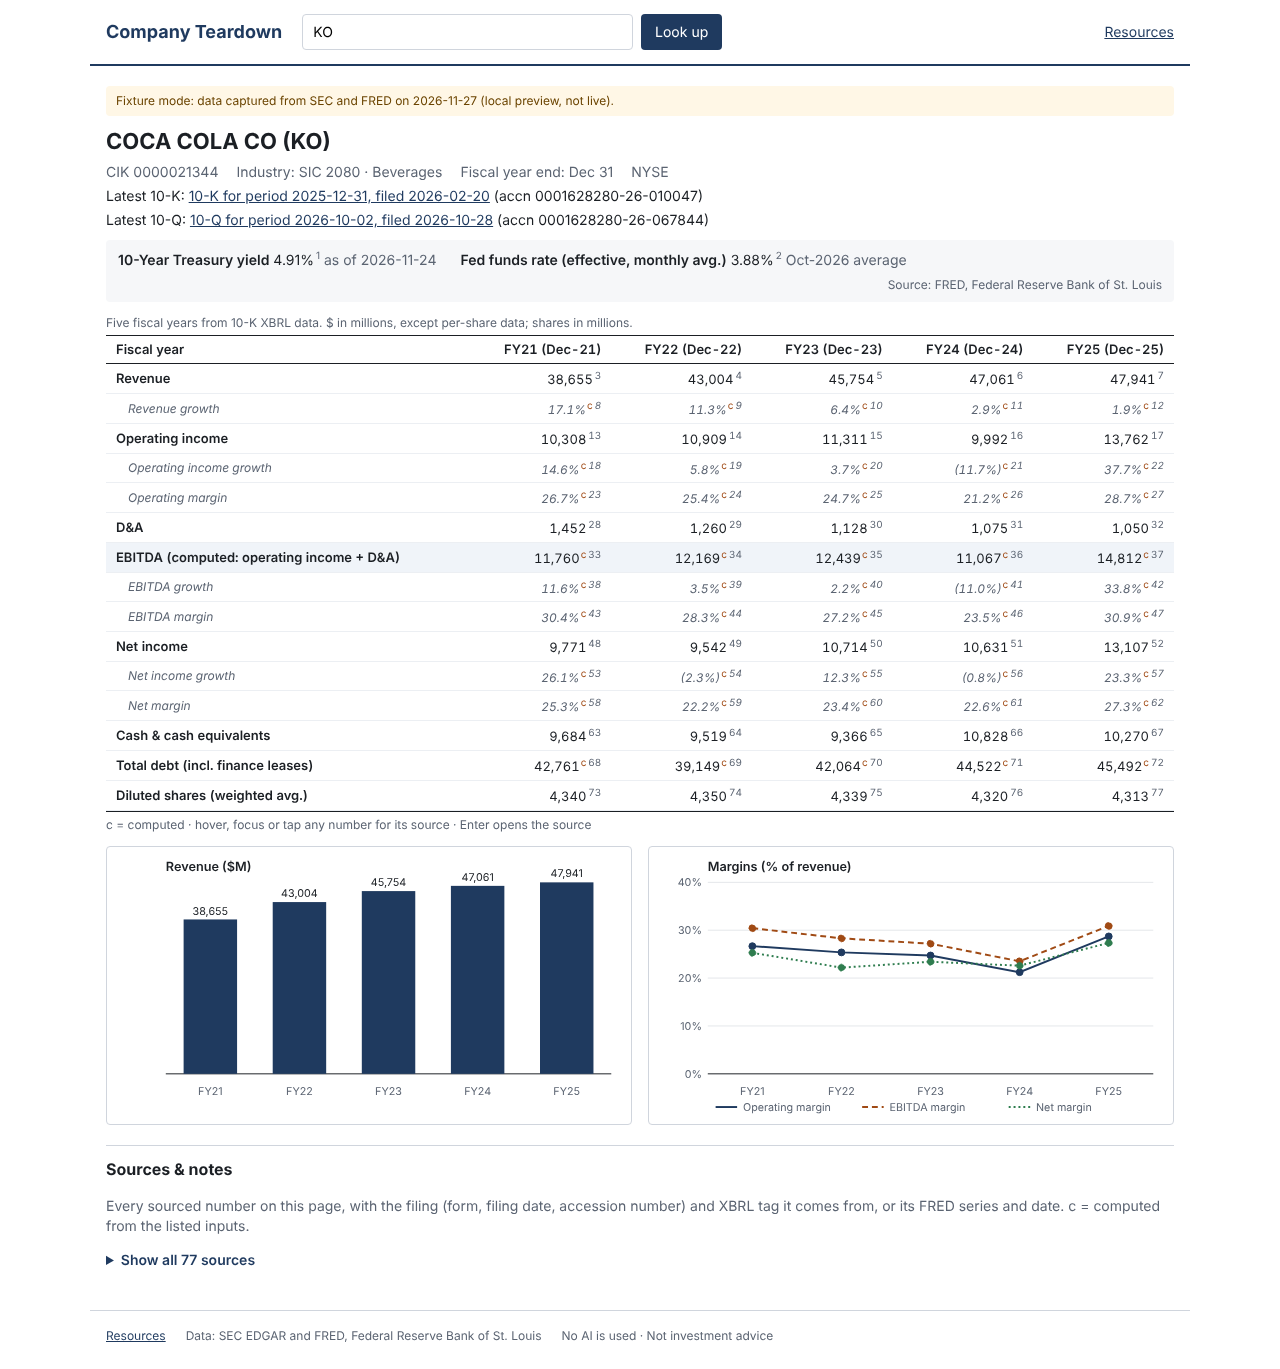 Company Teardown KO Look up Resources
Fixture mode: data captured from SEC and FRED on 2026-11-27 (local preview, not live).
COCA COLA CO (KO)
CIK 0000021344 Industry: SIC 2080 · Beverages Fiscal year end: Dec 31 NYSE
Latest 10-K: 10-K for period 2025-12-31, filed 2026-02-20 (accn 0001628280-26-010047)
Latest 10-Q: 10-Q for period 2026-10-02, filed 2026-10-28 (accn 0001628280-26-067844)
10-Year Treasury yield 4.91% 1 as of 2026-11-24 Fed funds rate (effective, monthly avg.) 3.88% 2 Oct-2026 average
Source: FRED, Federal Reserve Bank of St. Louis
Five fiscal years from 10-K XBRL data. $ in millions, except per-share data; shares in millions.
Fiscal year FY21 (Dec-21) FY22 (Dec-22) FY23 (Dec-23) FY24 (Dec-24) FY25 (Dec-25)
Revenue 38,655 3 43,004 4 45,754 5 47,061 6 47,941 7
Revenue growth 17.1% c 8 11.3% c 9 6.4% c 10 2.9% c 11 1.9% c 12
Operating income 10,308 13 10,909 14 11,311 15 9,992 16 13,762 17
Operating income growth 14.6% c 18 5.8% c 19 3.7% c 20 (11.7%) c 21 37.7% c 22
Operating margin 26.7% c 23 25.4% c 24 24.7% c 25 21.2% c 26 28.7% c 27
D&A 1,452 28 1,260 29 1,128 30 1,075 31 1,050 32
EBITDA (computed: operating income + D&A) 11,760 c 33 12,169 c 34 12,439 c 35 11,067 c 36 14,812 c 37
EBITDA growth 11.6% c 38 3.5% c 39 2.2% c 40 (11.0%) c 41 33.8% c 42
EBITDA margin 30.4% c 43 28.3% c 44 27.2% c 45 23.5% c 46 30.9% c 47
Net income 9,771 48 9,542 49 10,714 50 10,631 51 13,107 52
Net income growth 26.1% c 53 (2.3%) c 54 12.3% c 55 (0.8%) c 56 23.3% c 57
Net margin 25.3% c 58 22.2% c 59 23.4% c 60 22.6% c 61 27.3% c 62
Cash & cash equivalents 9,684 63 9,519 64 9,366 65 10,828 66 10,270 67
Total debt (incl. finance leases) 42,761 c 68 39,149 c 69 42,064 c 70 44,522 c 71 45,492 c 72
Diluted shares (weighted avg.) 4,340 73 4,350 74 4,339 75 4,320 76 4,313 77
c = computed · hover, focus or tap any number for its source · Enter opens the source
Revenue ($M)
38,655 43,004 45,754 47,061 47,941
FY21 FY22 FY23 FY24 FY25
Margins (% of revenue)
40%
30%
20%
10%
0%
FY21 FY22 FY23 FY24 FY25
Operating margin EBITDA margin Net margin
Sources & notes
Every sourced number on this page, with the filing (form, filing date, accession number) and XBRL tag it comes from, or its FRED series and date. c = computed
from the listed inputs.
Show all 77 sources
Resources Data: SEC EDGAR and FRED, Federal Reserve Bank of St. Louis No AI is used · Not investment advice